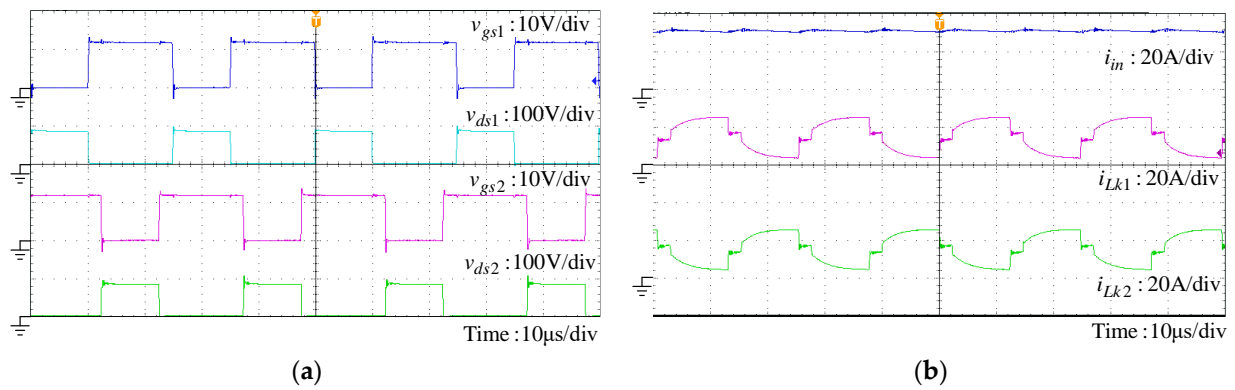 T
v_gs1 : 10V/div
v_ds1 : 100V/div
v_gs2 : 10V/div
v_ds2 : 100V/div
Time : 10μs/div
(a)
T
i_in : 20A/div
i_Lk1 : 20A/div
i_Lk2 : 20A/div
Time : 10μs/div
(b)